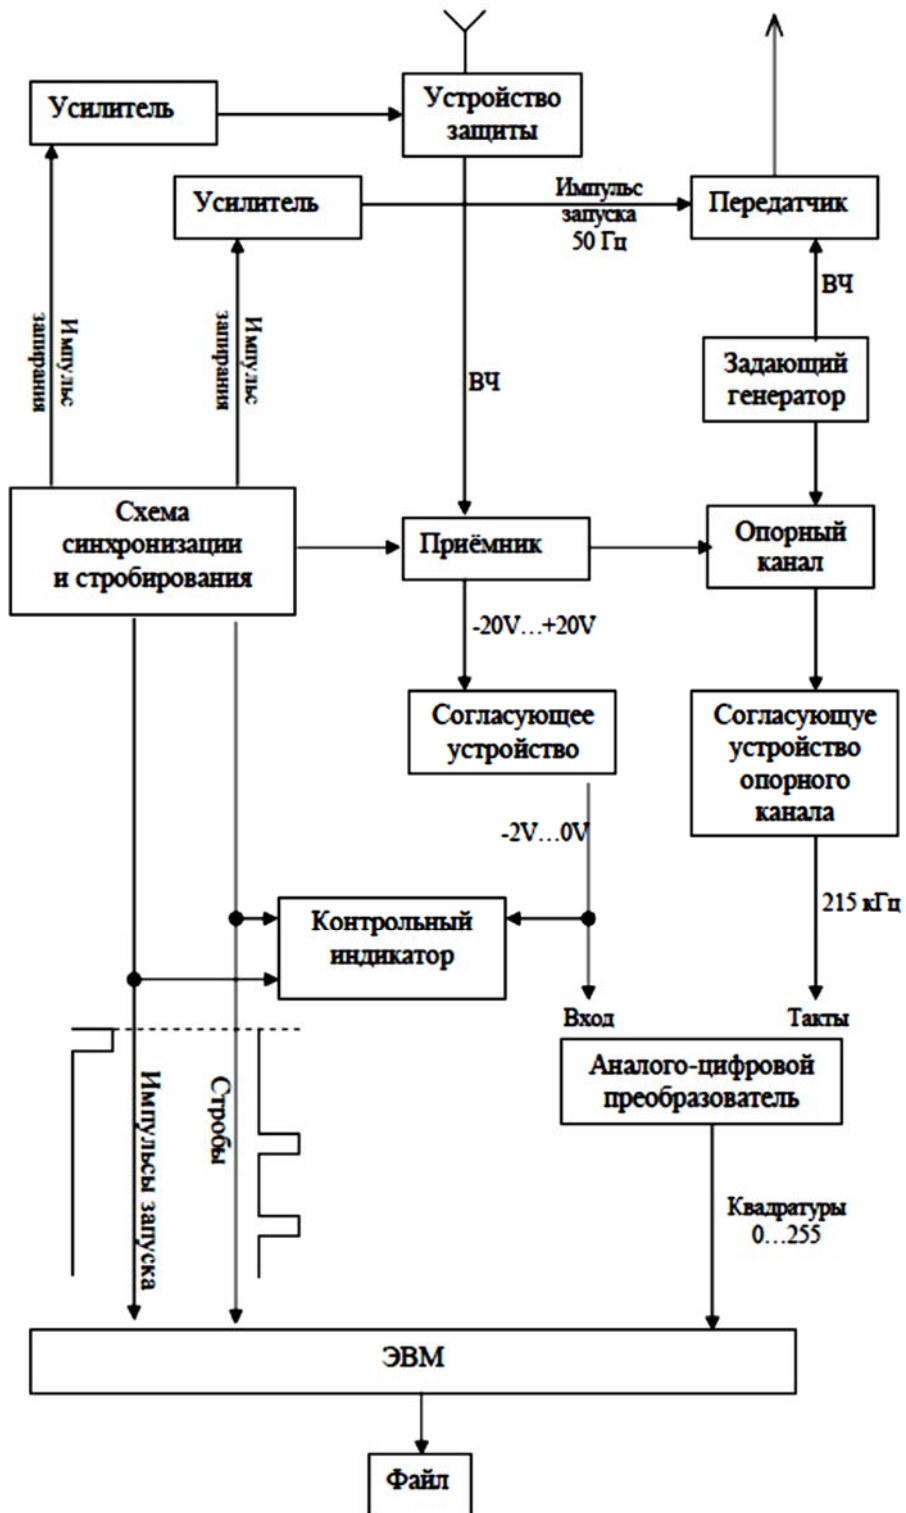 Усилитель
Устройство
защиты
Усилитель
Импульс
запуска
50 Гц
Передатчик
ВЧ
Импульс
запирания
Импульс
запирания
ВЧ
Задающий
генератор
Схема
синхронизации
и стробирования
Приёмник
Опорный
канал
-20V...+20V
Согласующее
устройство
Согласующуе
устройство
опорного
канала
-2V...0V
215 кГц
Контрольный
индикатор
Вход
Такты
Импульсы запуска
Стробы
Аналого-цифровой
преобразователь
Квадратуры
0...255
ЭВМ
Файл